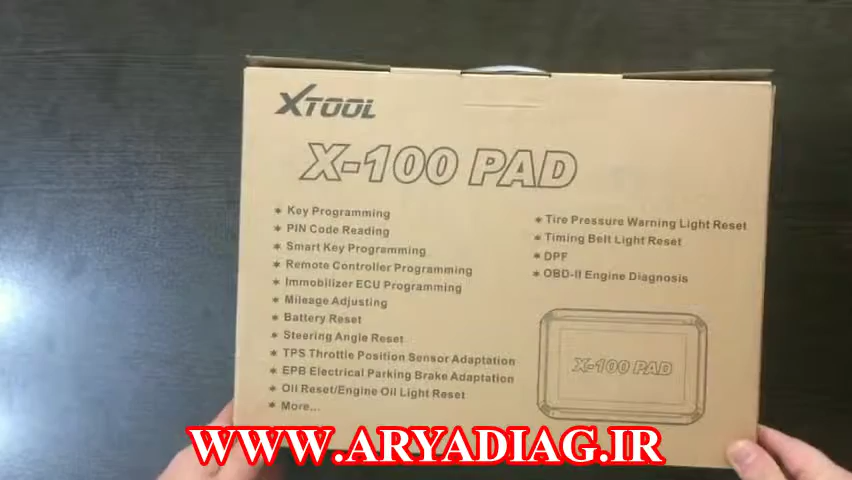 XTOOL
X-100 PAD
* Key Programming
* PIN Code Reading
* Smart Key Programming
* Remote Controller Programming
* Immobilizer ECU Programming
* Mileage Adjusting
* Battery Reset
* Steering Angle Reset
* TPS Throttle Position Sensor Adaptation
* EPB Electrical Parking Brake Adaptation
* Oil Reset/Engine Oil Light Reset
* More...
* Tire Pressure Warning Light Reset
* Timing Belt Light Reset
* DPF
* OBD-II Engine Diagnosis
X-100 PAD
WWW.ARYADIAG.IR